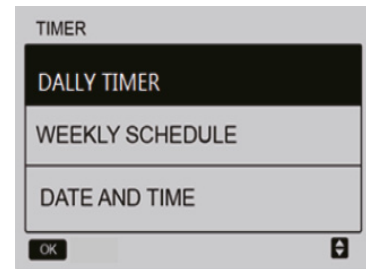 TIMER
DALLY TIMER
WEEKLY SCHEDULE
DATE AND TIME
OK